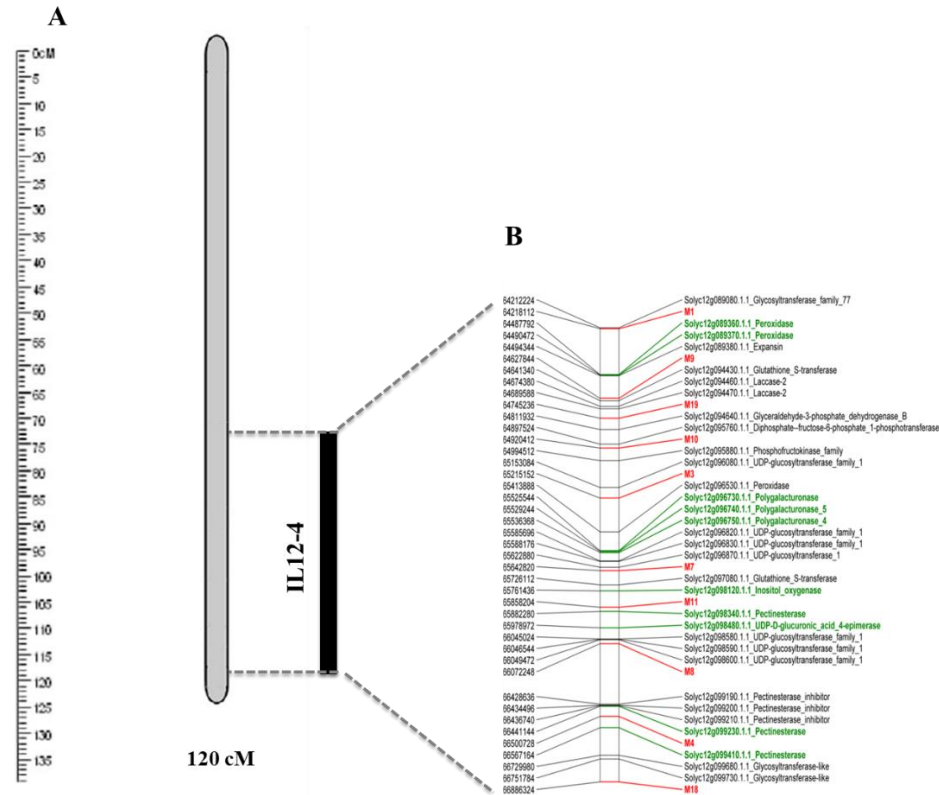 A
0cM
5
10
15
20
25
30
35
40
45
50
55
60
65
70
75
80
85
90
95
100
105
110
115
120
125
130
135
IL12-4
120 cM
B
64212224 Solyc12g089080.1.1_Glycosyltransferase_family_77
64218112 M1
64487792 Solyc12g089360.1.1_Peroxidase
64490472 Solyc12g089370.1.1_Peroxidase
64494344 Solyc12g089380.1.1_Expansin
64627844 M9
64641340 Solyc12g094430.1.1_Glutathione_S-transferase
64674380 Solyc12g094460.1.1_Laccase-2
64689588 Solyc12g094470.1.1_Laccase-2
64745236 M19
64811932 Solyc12g094640.1.1_Glyceraldehyde-3-phosphate_dehydrogenase_B
64897524 Solyc12g095760.1.1_Diphosphate--fructose-6-phosphate_1-phosphotransferase
64920412 M10
64994512 Solyc12g095880.1.1_Phosphofructokinase_family
65153084 Solyc12g096080.1.1_UDP-glucosyltransferase_family_1
65215152 M3
65413888 Solyc12g096530.1.1_Peroxidase
65525544 Solyc12g096730.1.1_Polygalacturonase
65529244 Solyc12g096740.1.1_Polygalacturonase_5
65536368 Solyc12g096750.1.1_Polygalacturonase_4
65585696 Solyc12g096820.1.1_UDP-glucosyltransferase_family_1
65588176 Solyc12g096830.1.1_UDP-glucosyltransferase_family_1
65622880 Solyc12g096870.1.1_UDP-glucosyltransferase_1
65642820 M7
65726112 Solyc12g097080.1.1_Glutathione_S-transferase
65761436 Solyc12g098120.1.1_Inositol_oxygenase
65858204 M11
65882280 Solyc12g098340.1.1_Pectinesterase
65978972 Solyc12g098480.1.1_UDP-D-glucuronic_acid_4-epimerase
66045024 Solyc12g098580.1.1_UDP-glucosyltransferase_family_1
66046544 Solyc12g098590.1.1_UDP-glucosyltransferase_family_1
66049472 Solyc12g098600.1.1_UDP-glucosyltransferase_family_1
66072248 M8
66428636 Solyc12g099190.1.1_Pectinesterase_inhibitor
66434496 Solyc12g099200.1.1_Pectinesterase_inhibitor
66436740 Solyc12g099210.1.1_Pectinesterase_inhibitor
66441144 Solyc12g099230.1.1_Pectinesterase
66500728 M4
66567164 Solyc12g099410.1.1_Pectinesterase
66729980 Solyc12g099680.1.1_Glycosyltransferase-like
66751784 Solyc12g099730.1.1_Glycosyltransferase-like
66886324 M18